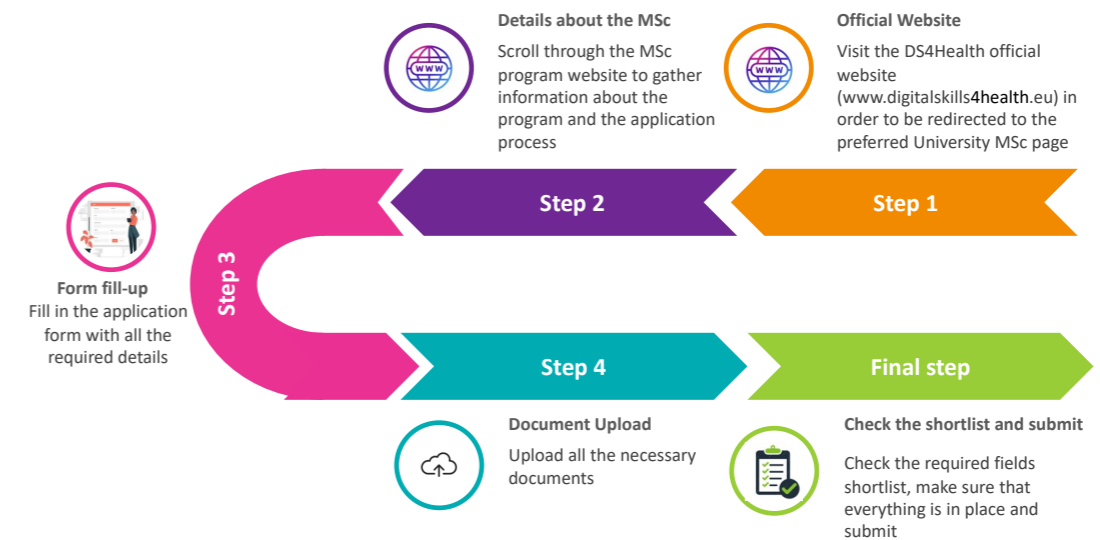 Official Website
Visit the DS4Health official
website
(www.digitalskills4health.eu) in
order to be redirected to the
preferred University MSc page
Step 1
Details about the MSc
Scroll through the MSc
program website to gather
information about the
program and the application
process
Step 2
WWW
WWW
Step 3
Form fill-up
Fill in the application
form with all the
required details
Step 4
Document Upload
Upload all the necessary
documents
Final step
Check the shortlist and submit
Check the required fields
shortlist, make sure that
everything is in place and
submit